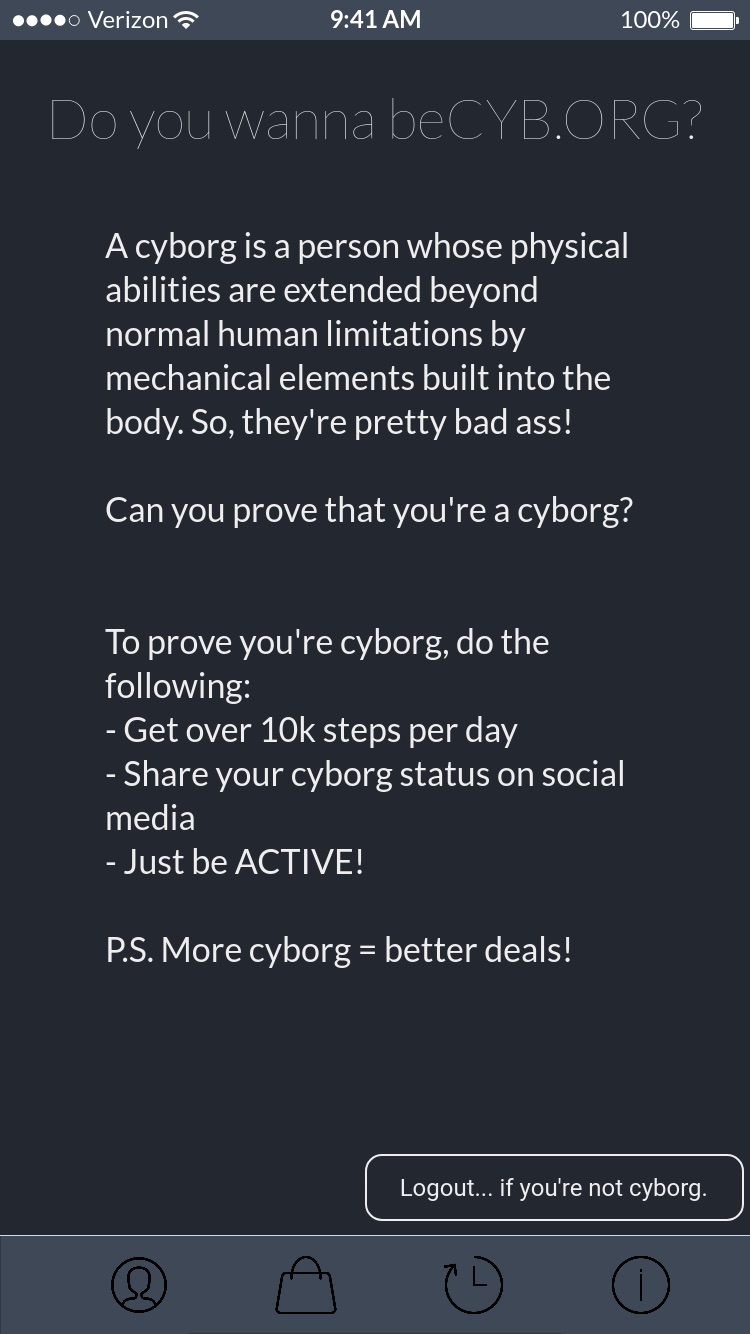 Verizon 9:41 AM 100%
Do you wanna beCYB.ORG?
A cyborg is a person whose physical
abilities are extended beyond
normal human limitations by
mechanical elements built into the
body. So, they're pretty bad ass!
Can you prove that you're a cyborg?
To prove you're cyborg, do the
following:
- Get over 10k steps per day
- Share your cyborg status on social
media
- Just be ACTIVE!
P.S. More cyborg = better deals!
Logout... if you're not cyborg.